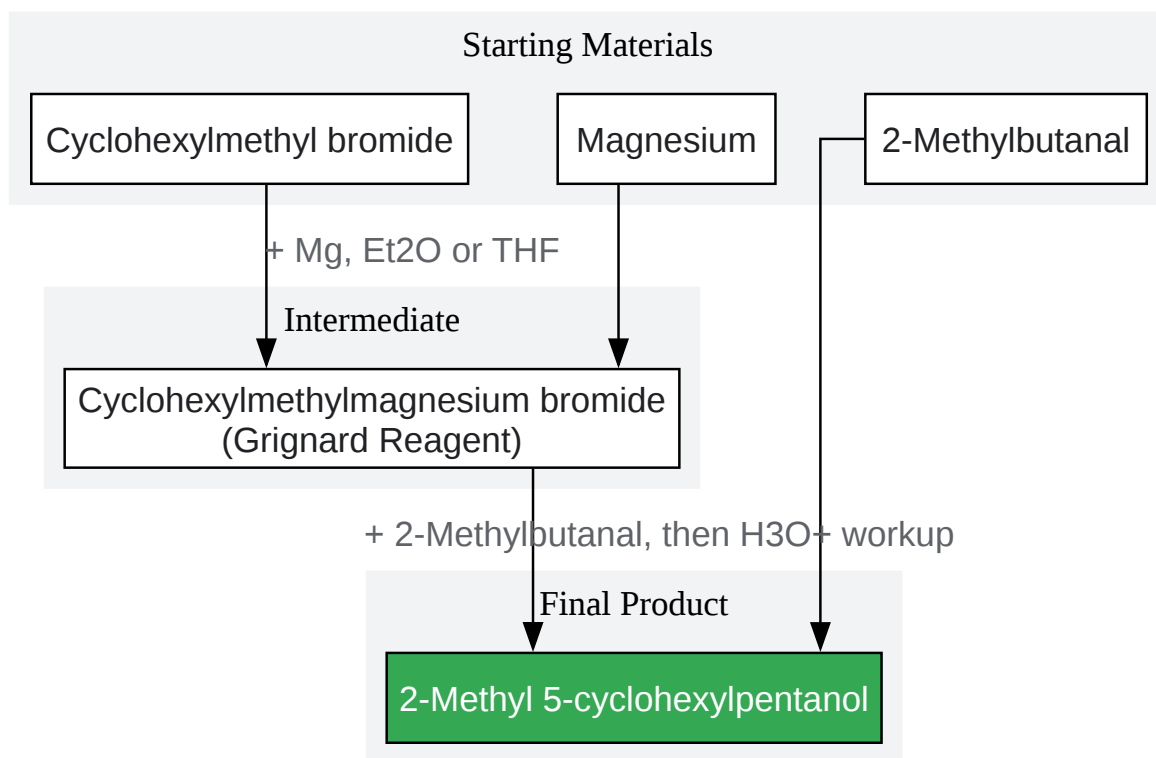 Starting Materials
Cyclohexylmethyl bromide
Magnesium
2-Methylbutanal
+ Mg, Et2O or THF
Intermediate
Cyclohexylmethylmagnesium bromide
(Grignard Reagent)
+ 2-Methylbutanal, then H3O+ workup
Final Product
2-Methyl 5-cyclohexylpentanol